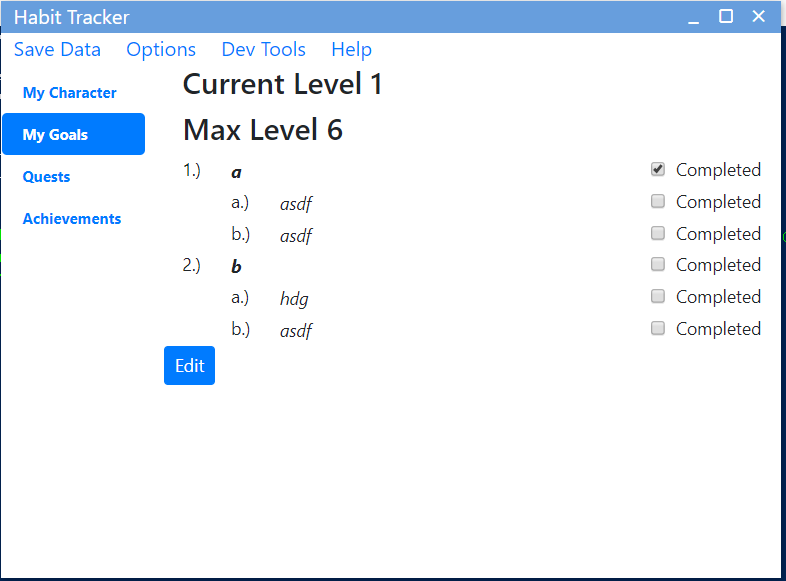 Habit Tracker
Save Data Options Dev Tools Help
My Character
My Goals
Quests
Achievements
Current Level 1
Max Level 6
1.) a Completed
a.) asdf Completed
b.) asdf Completed
2.) b Completed
a.) hdg Completed
b.) asdf Completed
Edit